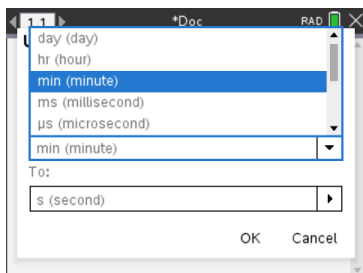 1.1 *Doc RAD
day (day)
hr (hour)
min (minute)
ms (millisecond)
µs (microsecond)
min (minute)
To:
s (second)
OK Cancel